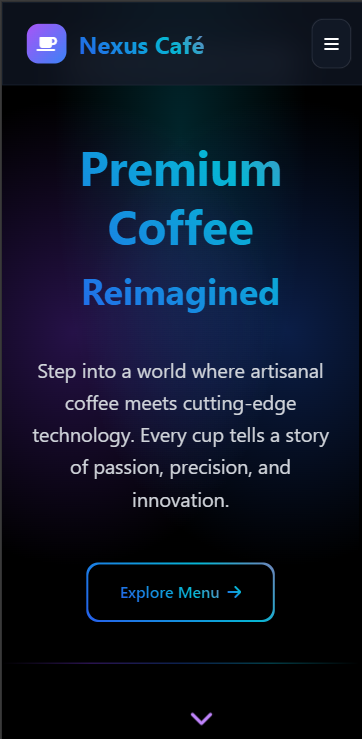 Nexus Café
Premium
Coffee
Reimagined
Step into a world where artisanal
coffee meets cutting-edge
technology. Every cup tells a story
of passion, precision, and
innovation.
Explore Menu →